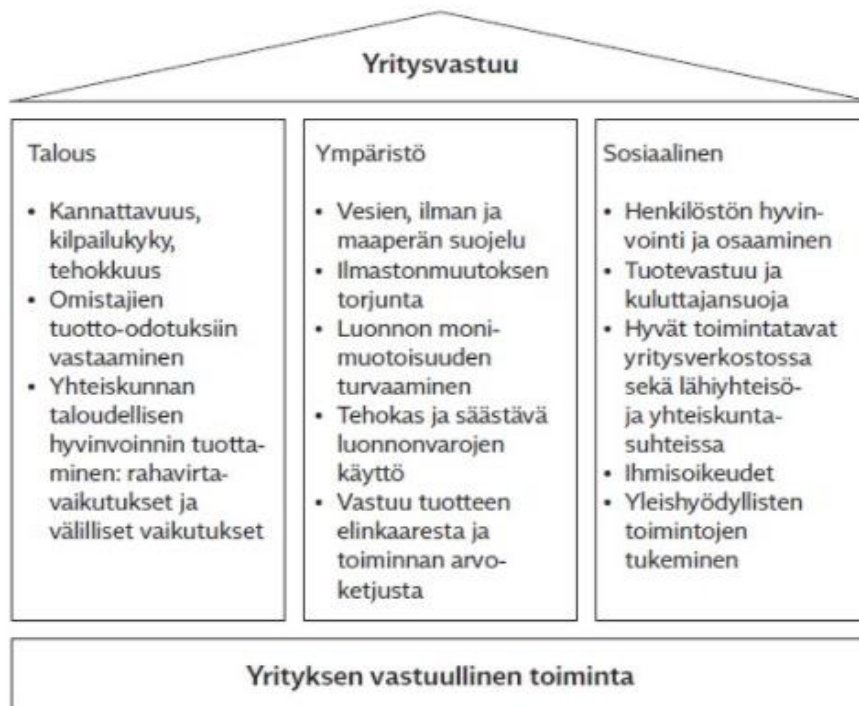 Yritysvastuu
Talous
• Kannattavuus,
kilpailukyky,
tehokkuus
• Omistajien
tuotto-odotuksiin
vastaaminen
• Yhteiskunnan
taloudellisen
hyvinvoinnin tuotta-
minen: rahavirta-
vaikutukset ja
välilliset vaikutukset
Ympäristö
• Vesien, ilman ja
maaperän suojelu
• Ilmastonmuutoksen
torjunta
• Luonnon moni-
muotoisuuden
turvaaminen
• Tehokas ja säästävä
luonnonvarojen
käyttö
• Vastuu tuotteen
elinkaaresta ja
toiminnan arvo-
ketjusta
Sosiaalinen
• Henkilöstön hyvin-
vointi ja osaaminen
• Tuotevastuu ja
kuluttajansuoja
• Hyvät toimintatavat
yritysverkostossa
sekä lähiyhteisö-
ja yhteiskunta-
suhteissa
• Ihmisoikeudet
• Yleishyödyllisten
toimintojen
tukeminen
Yrityksen vastuullinen toiminta